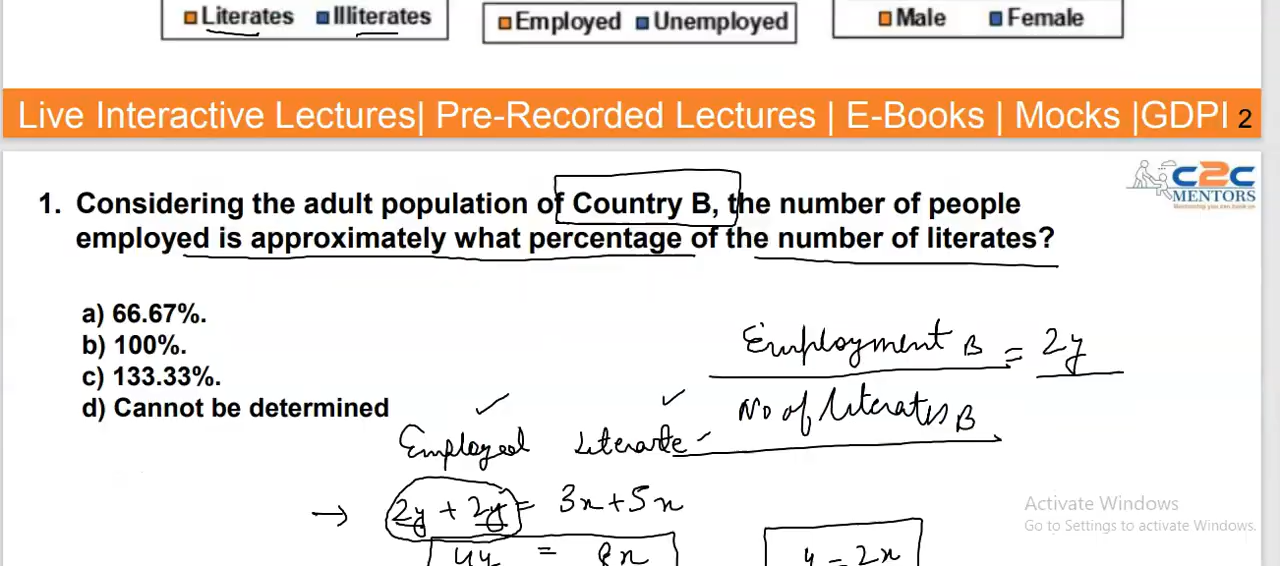 Literates Illiterates Employed Unemployed Male Female
Live Interactive Lectures| Pre-Recorded Lectures | E-Books | Mocks |GDPI 2
c2c
MENTORS
1. Considering the adult population of Country B, the number of people
employed is approximately what percentage of the number of literates?
a) 66.67%.
b) 100%.
c) 133.33%.
d) Cannot be determined
Employment B = 2y
No of literates B
Employed Literate
→ 2y + 2y = 3x + 5x
4y = 8x
y = 2x
Activate Windows
Go to Settings to activate Windows.